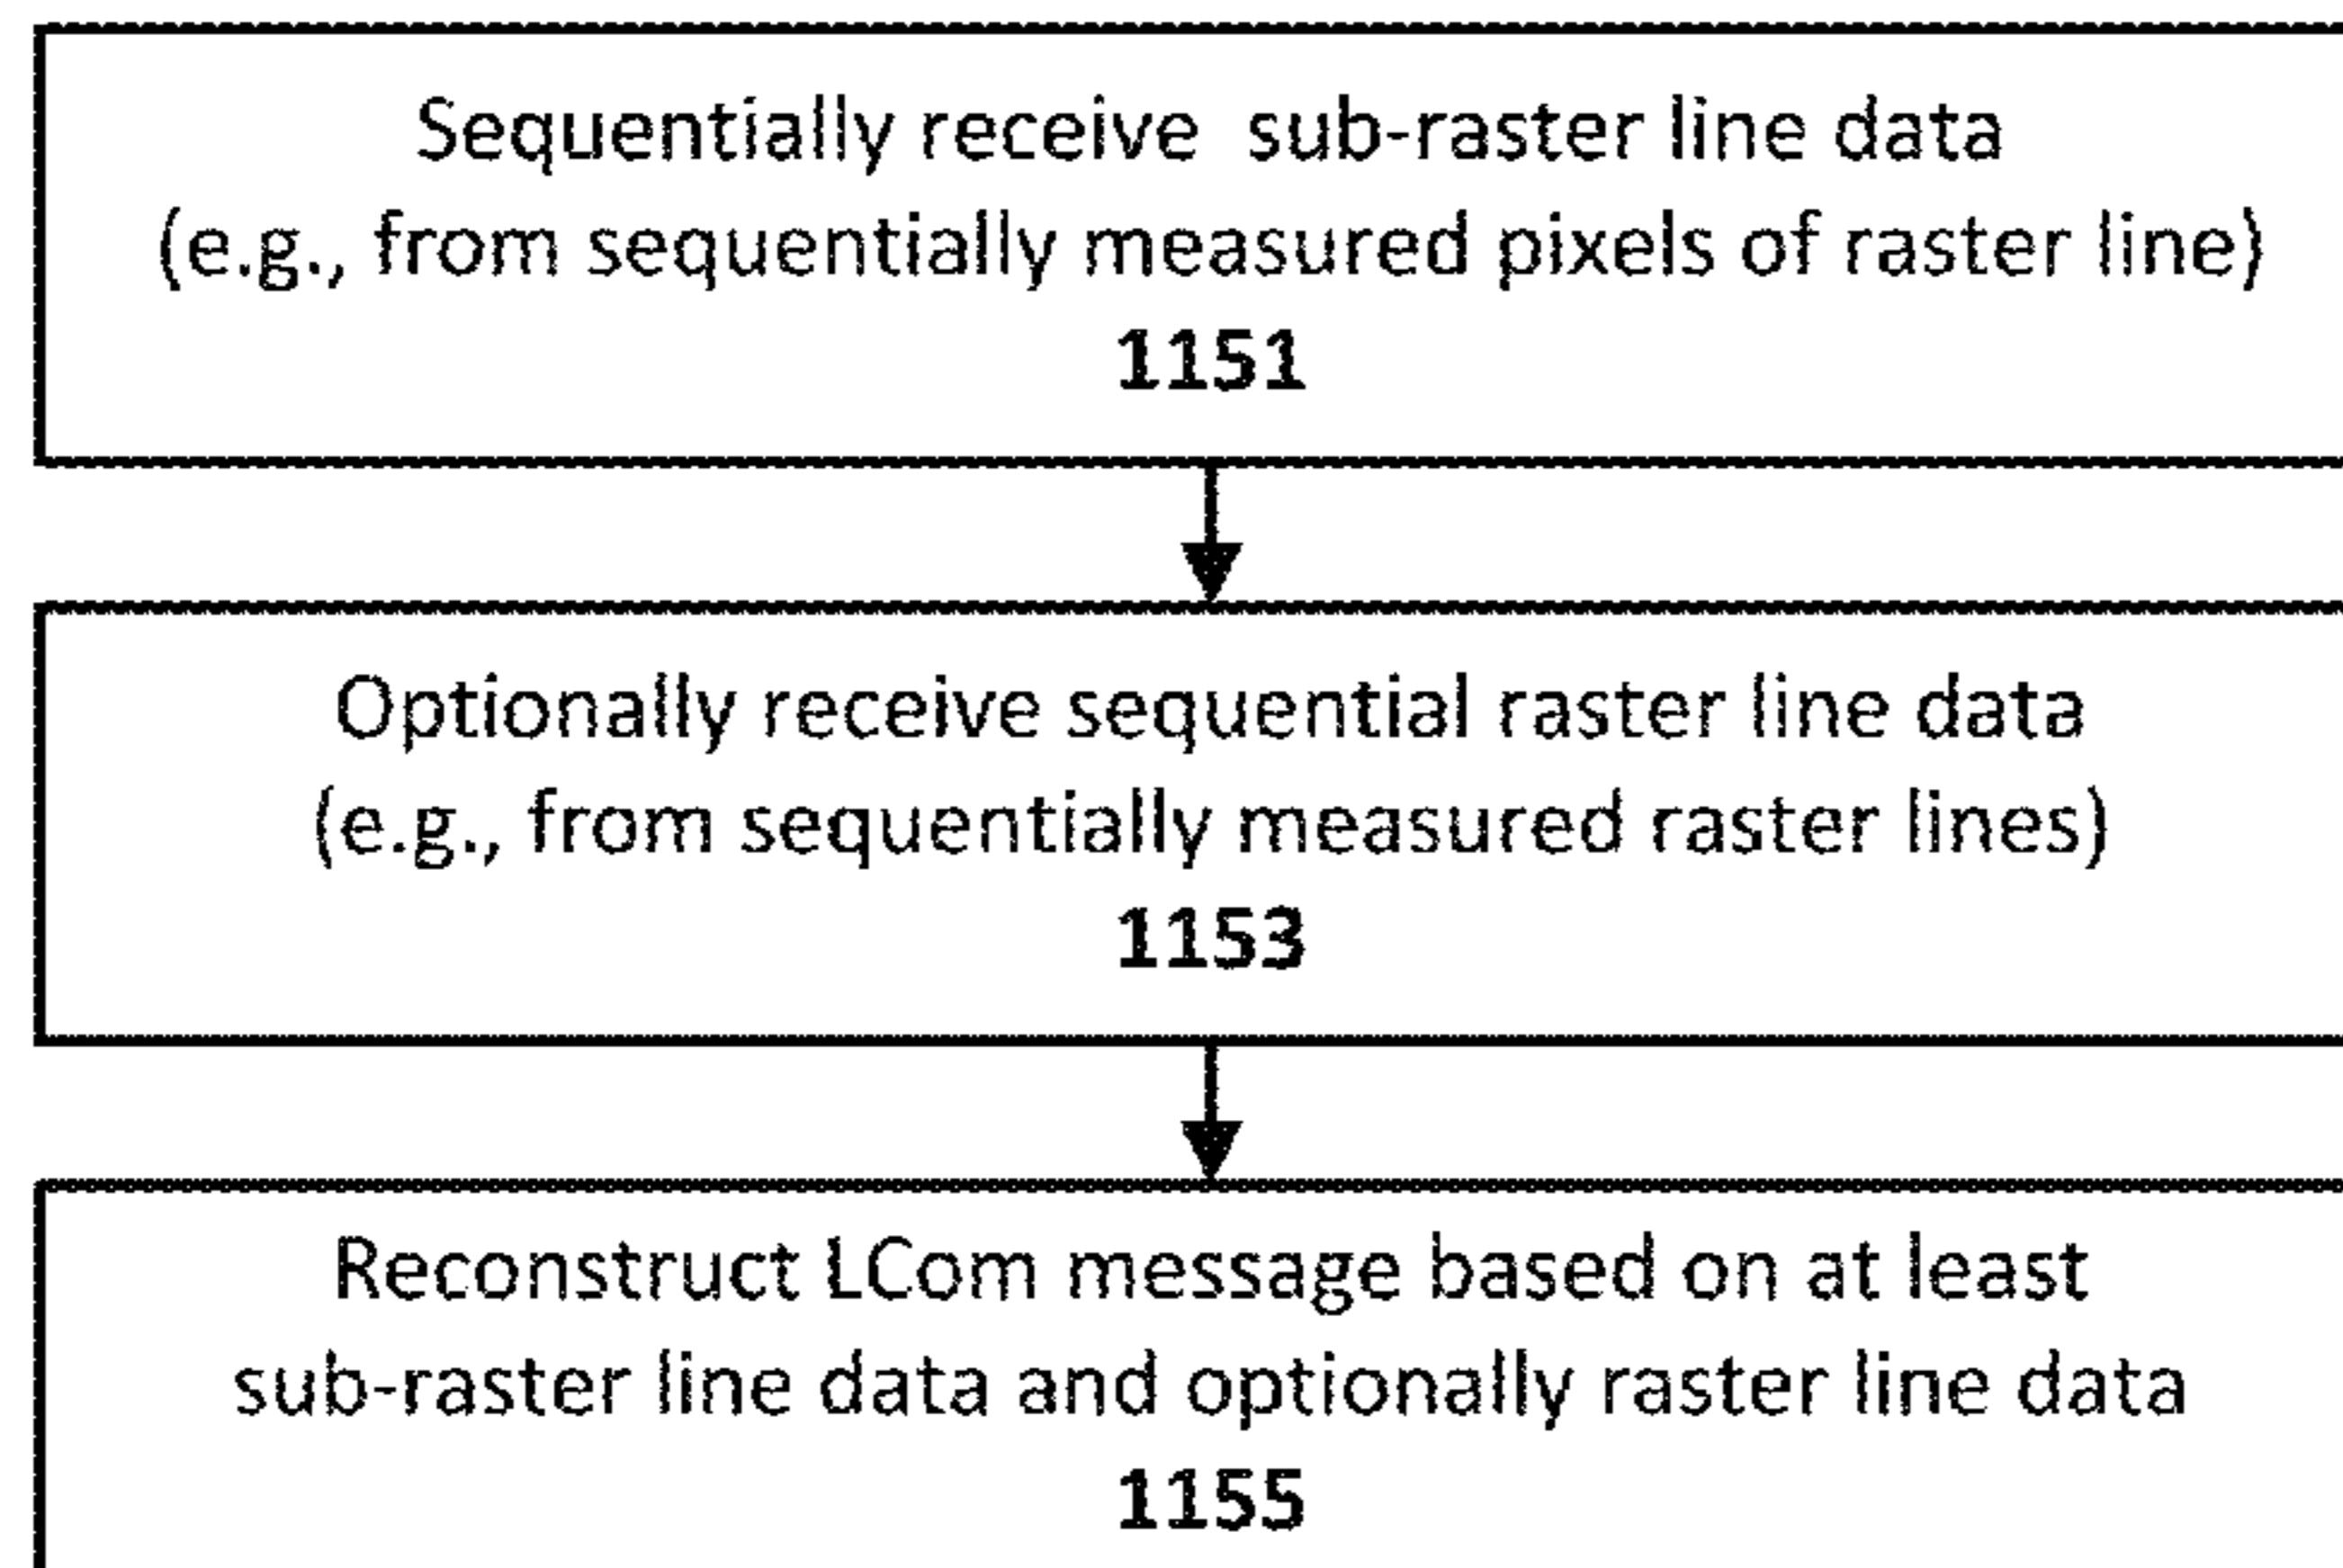 Sequentially receive sub-raster line data
(e.g., from sequentially measured pixels of raster line)
1151
Optionally receive sequential raster line data
(e.g., from sequentially measured raster lines)
1153
Reconstruct LCom message based on at least
sub-raster line data and optionally raster line data
1155